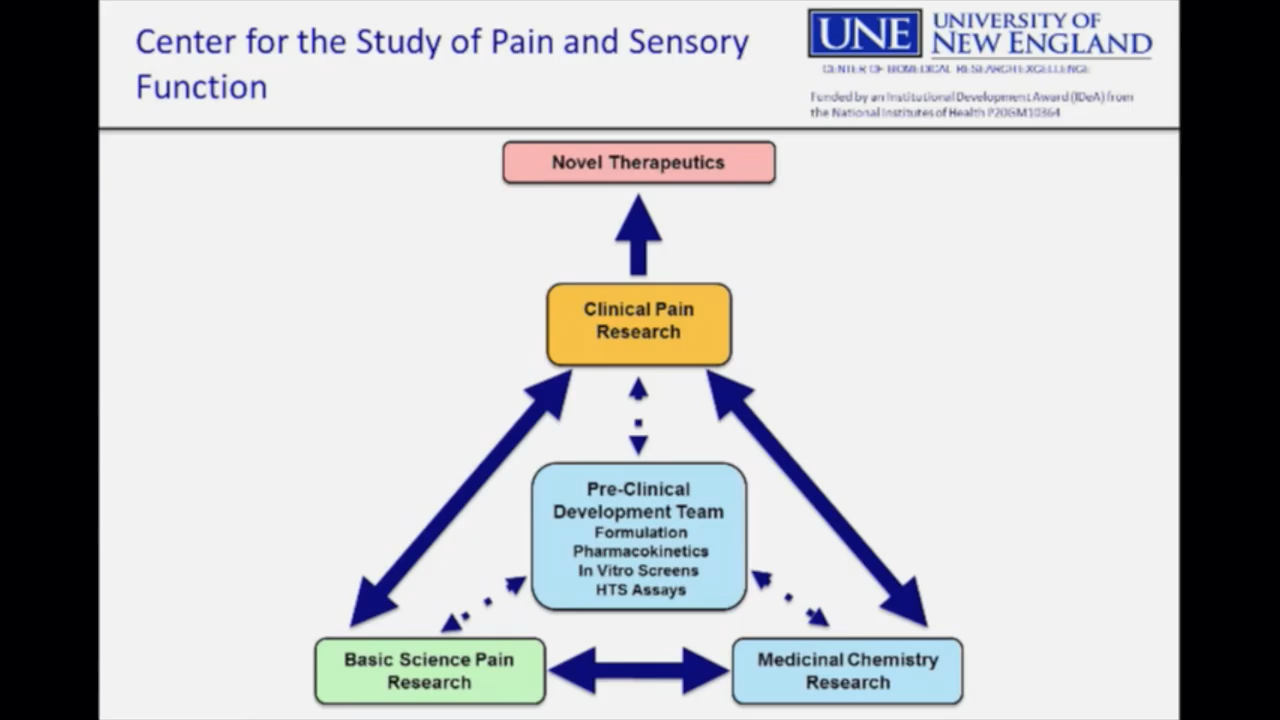 Center for the Study of Pain and Sensory
Function
UNE
UNIVERSITY OF
NEW ENGLAND
CENTER OF BIOMEDICAL RESEARCH EXCELLENCE
Funded by an Institutional Development Award (IDeA) from
the National Institutes of Health P20GM10364
Novel Therapeutics
Clinical Pain
Research
Pre-Clinical
Development Team
Formulation
Pharmacokinetics
In Vitro Screens
HTS Assays
Basic Science Pain
Research
Medicinal Chemistry
Research